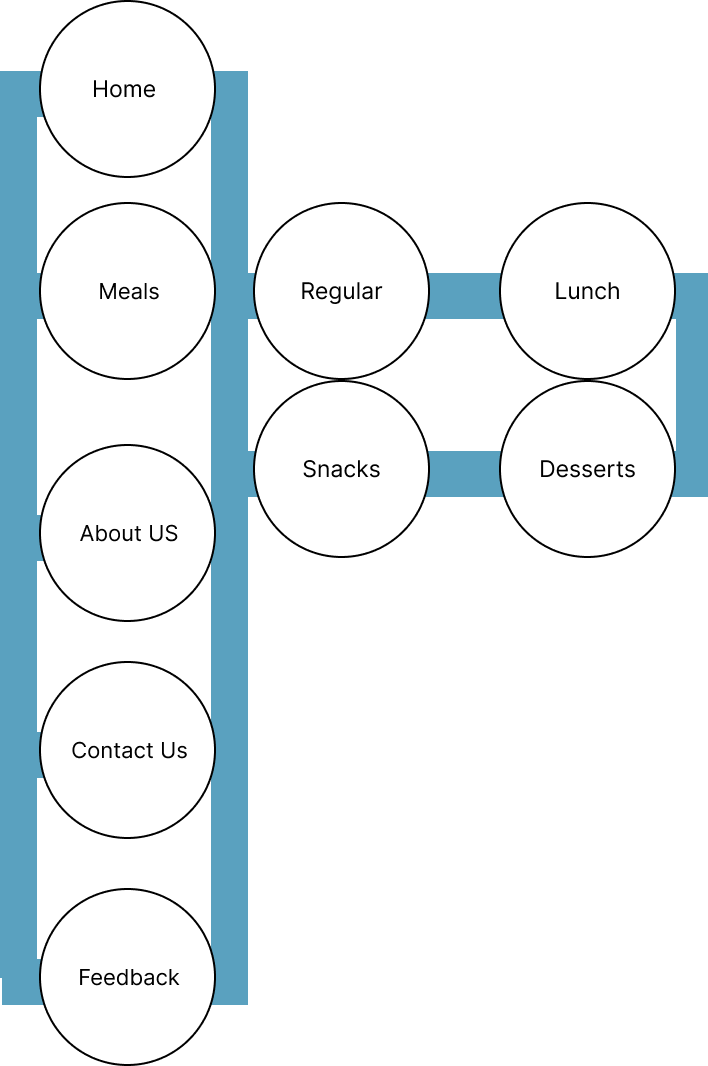 Home
Meals
Regular
Lunch
Snacks
Desserts
About US
Contact Us
Feedback